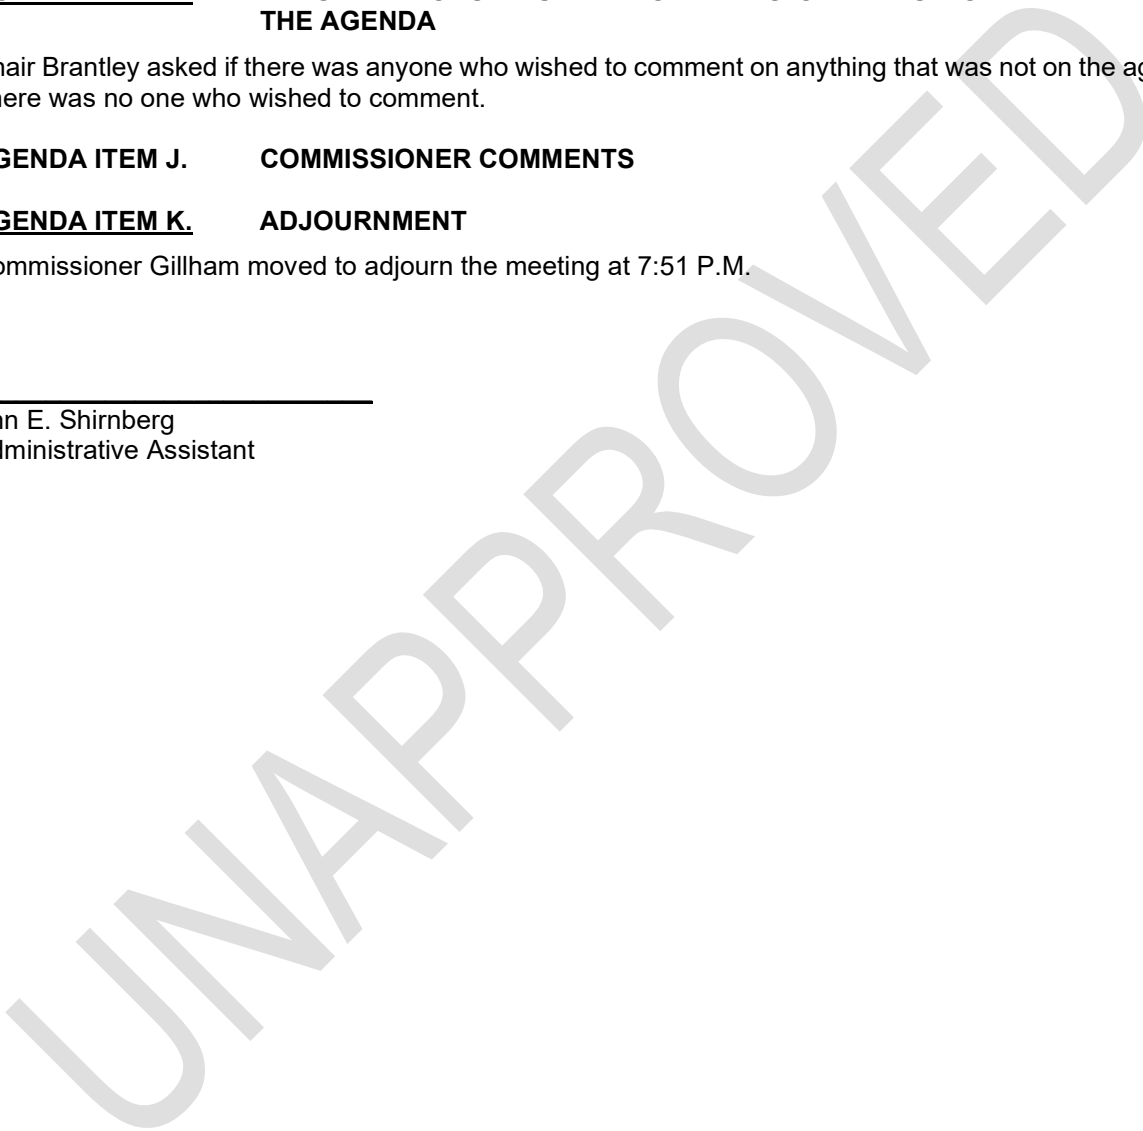 THE AGENDA
hair Brantley asked if there was anyone who wished to comment on anything that was not on the ag
here was no one who wished to comment.
GENDA ITEM J. COMMISSIONER COMMENTS
GENDA ITEM K. ADJOURNMENT
ommissioner Gillham moved to adjourn the meeting at 7:51 P.M.
nn E. Shirnberg
dministrative Assistant
UNAPPROVED